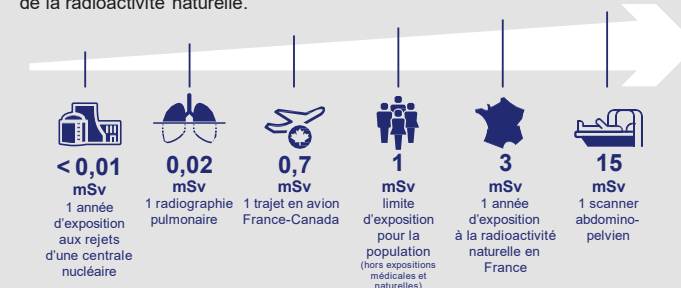 de la radioactivité naturelle.
< 0,01
mSv
1 année
d'exposition
aux rejets
d'une centrale
nucléaire
0,02
mSv
1 radiographie
pulmonaire
0,7
mSv
1 trajet en avion
France-Canada
1
mSv
limite
d'exposition
pour la
population
(hors expositions
médicales et
naturelles)
3
mSv
1 année
d'exposition
à la radioactivité
naturelle en
France
15
mSv
1 scanner
abdomino-
pelvien